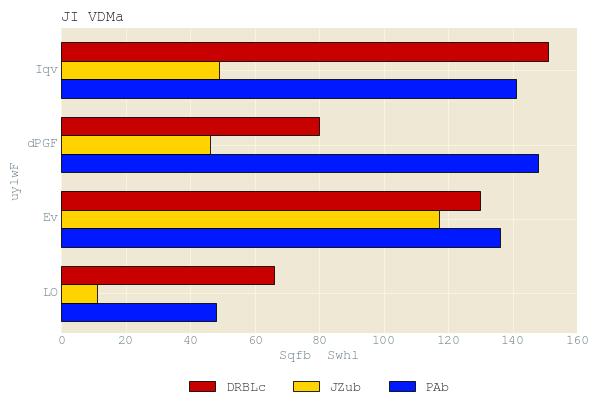 JI VDMa
Iqv
dPGF
Ev
LO
uylwF
0 20 40 60 80 100 120 140 160
Sqfb Swhl
DRBLc JZub PAb